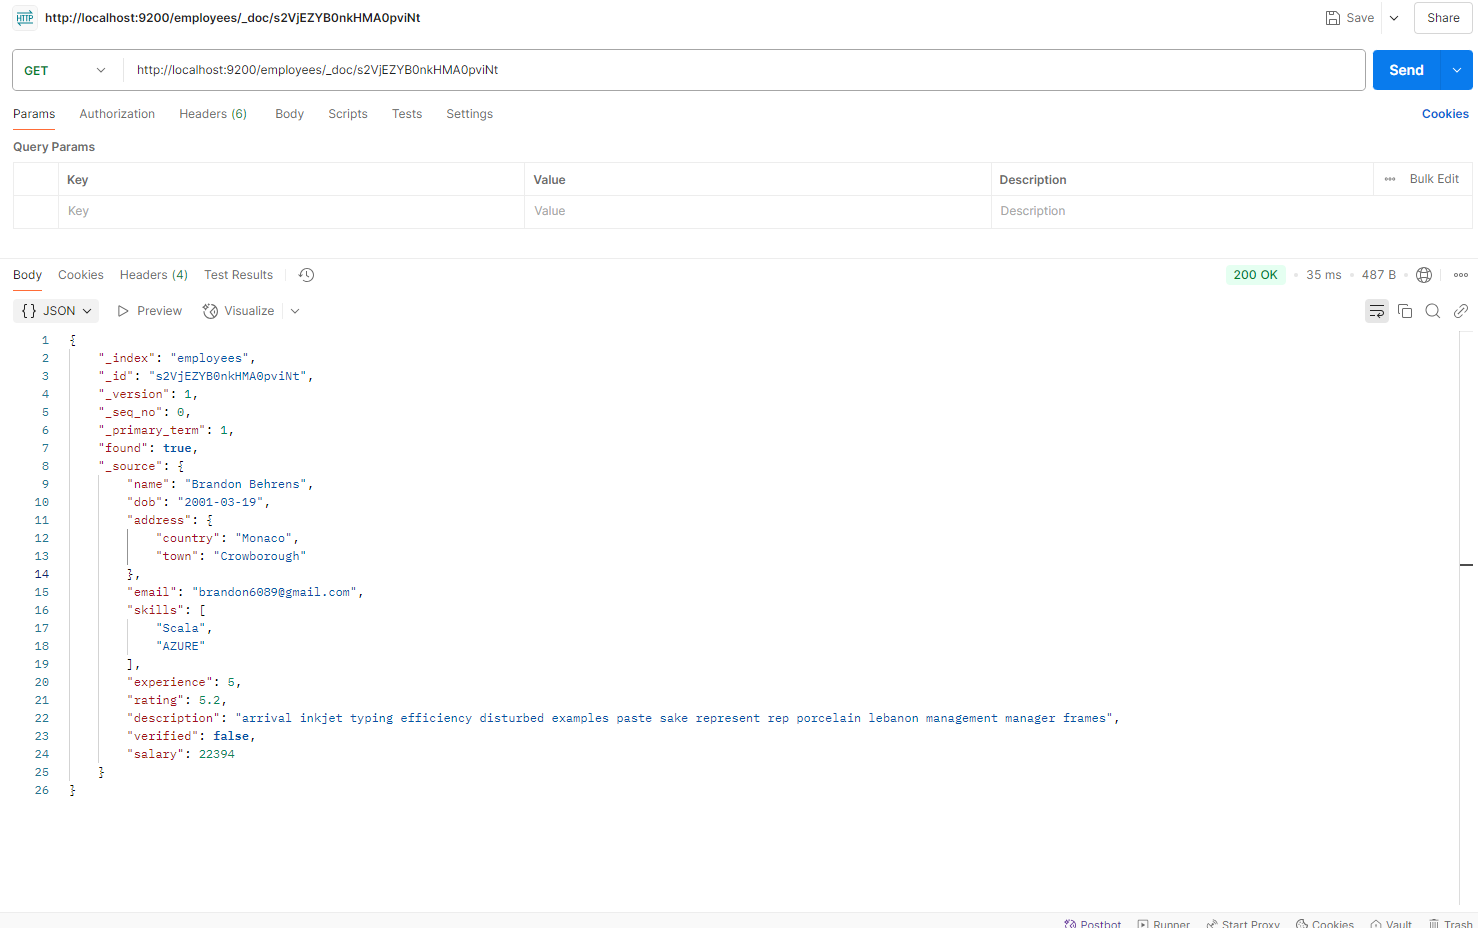 HTTP http://localhost:9200/employees/_doc/s2VjEZYB0nkHMA0pviNt Save Share
GET http://localhost:9200/employees/_doc/s2VjEZYB0nkHMA0pviNt Send
Params Authorization Headers (6) Body Scripts Tests Settings Cookies
Query Params
Key Value Description Bulk Edit
Key Value Description
Body Cookies Headers (4) Test Results 200 OK 35 ms 487 B
{} JSON Preview Visualize
1 {
2 "_index": "employees",
3 "_id": "s2VjEZYB0nkHMA0pviNt",
4 "_version": 1,
5 "_seq_no": 0,
6 "_primary_term": 1,
7 "found": true,
8 "_source": {
9 "name": "Brandon Behrens",
10 "dob": "2001-03-19",
11 "address": {
12 "country": "Monaco",
13 "town": "Crowborough"
14 },
15 "email": "brandon6089@gmail.com",
16 "skills": [
17 "Scala",
18 "AZURE"
19 ],
20 "experience": 5,
21 "rating": 5.2,
22 "description": "arrival inkjet typing efficiency disturbed examples paste sake represent rep porcelain lebanon management manager frames",
23 "verified": false,
24 "salary": 22394
25 }
26 }
Postbot Runner Start Proxy Cookies Vault Trash